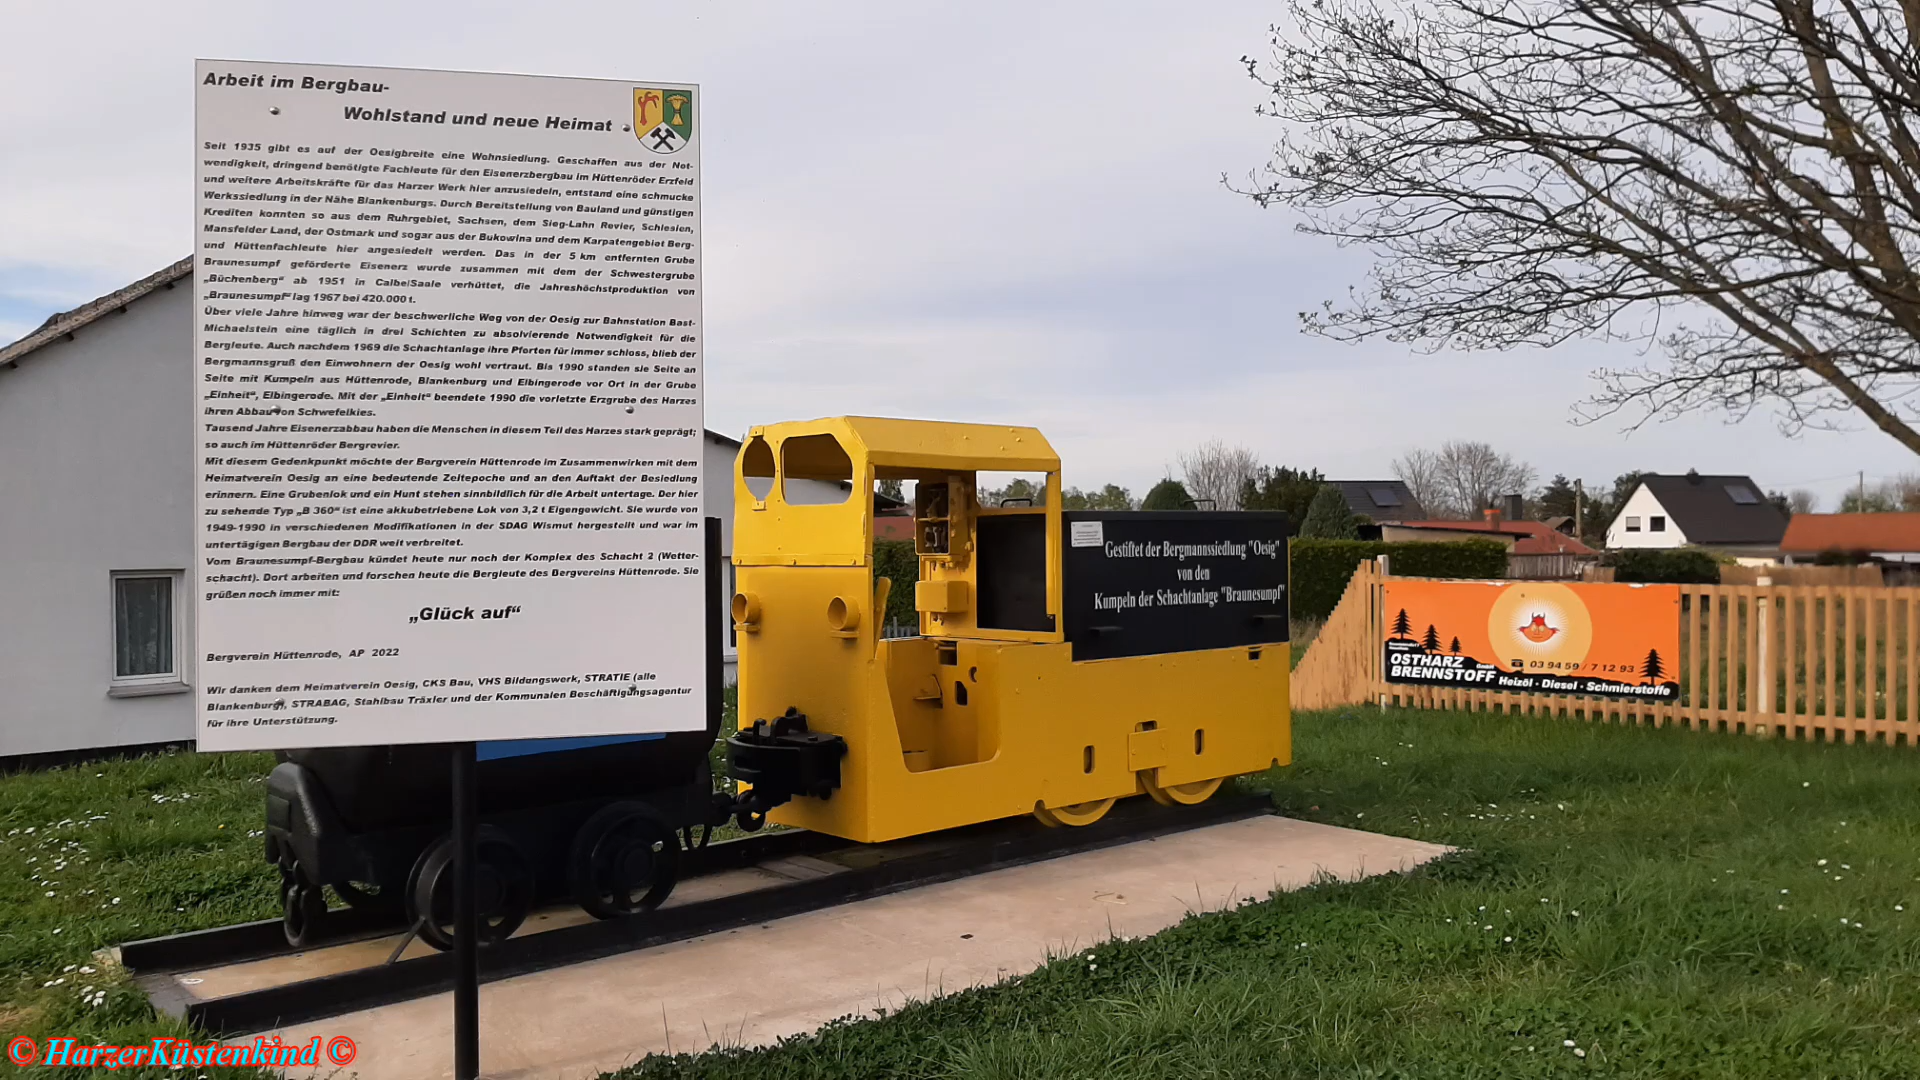 Arbeit im Bergbau-
Wohlstand und neue Heimat
Seit 1935 gibt es auf der Oesigbreite eine Wohnsiedlung. Geschaffen aus der Not-
wendigkeit, dringend benötigte Fachleute für den Eisenerzbergbau im Hüttenröder Erzfeld
und weitere Arbeitskräfte für das Harzer Werk hier anzusiedeln, entstand eine schmucke
Werkssiedlung in der Nähe Blankenburgs. Durch Bereitstellung von Bauland und günstigen
Krediten konnten so aus dem Ruhrgebiet, Sachsen, dem Sieg-Lahn Revier, Schlesien,
Mansfelder Land, der Ostmark und sogar aus der Bukowina und dem Karpatengebiet Berg-
und Hüttenfachleute hier angesiedelt werden. Das in der 5 km entfernten Grube
Braunesumpf geförderte Eisenerz wurde zusammen mit dem der Schwestergrube
„Büchenberg“ ab 1951 in Calbe/Saale verhüttet, die Jahreshöchstproduktion von
„Braunesumpf“ lag 1967 bei 420.000 t.
Über viele Jahre hinweg war der beschwerliche Weg von der Oesig zur Bahnstation Bast-
Michaelstein eine täglich in drei Schichten zu absolvierende Notwendigkeit für die
Bergleute. Auch nachdem 1969 die Schachtanlage ihre Pforten für immer schloss, blieb der
Bergmannsgruß den Einwohnern der Oesig wohl vertraut. Bis 1990 standen sie Seite an
Seite mit Kumpeln aus Hüttenrode, Blankenburg und Elbingerode vor Ort in der Grube
„Einheit“, Elbingerode. Mit der „Einheit“ beendete 1990 die vorletzte Erzgrube des Harzes
ihren Abbau von Schwefelkies.
Tausend Jahre Eisenerzabbau haben die Menschen in diesem Teil des Harzes stark geprägt;
so auch im Hüttenröder Bergrevier.
Mit diesem Gedenkpunkt möchte der Bergverein Hüttenrode im Zusammenwirken mit dem
Heimatverein Oesig an eine bedeutende Zeitepoche und an den Auftakt der Besiedlung
erinnern. Eine Grubenlok und ein Hunt stehen sinnbildlich für die Arbeit untertage. Der hier
zu sehende Typ „B 360“ ist eine akkubetriebene Lok von 3,2 t Eigengewicht. Sie wurde von
1949-1990 in verschiedenen Modifikationen in der SDAG Wismut hergestellt und war im
untertägigen Bergbau der DDR weit verbreitet.
Vom Braunesumpf-Bergbau kündet heute nur noch der Komplex des Schacht 2 (Wetter-
schacht). Dort arbeiten und forschen heute die Bergleute des Bergvereins Hüttenrode. Sie
grüßen noch immer mit:
„Glück auf“
Bergverein Hüttenrode, AP 2022
Wir danken dem Heimatverein Oesig, CKS Bau, VHS Bildungswerk, STRATIE (alle
Blankenburg), STRABAG, Stahlbau Träxler und der Kommunalen Beschäftigungsagentur
für ihre Unterstützung.
Gestiftet der Bergmannssiedlung "Oesig"
von den
Kumpeln der Schachtanlage "Braunesumpf"
OSTHARZ GmbH
BRENNSTOFF
☎ 03 94 59 / 7 12 93
Heizöl · Diesel · Schmierstoffe
© HarzerKüstenkind ©